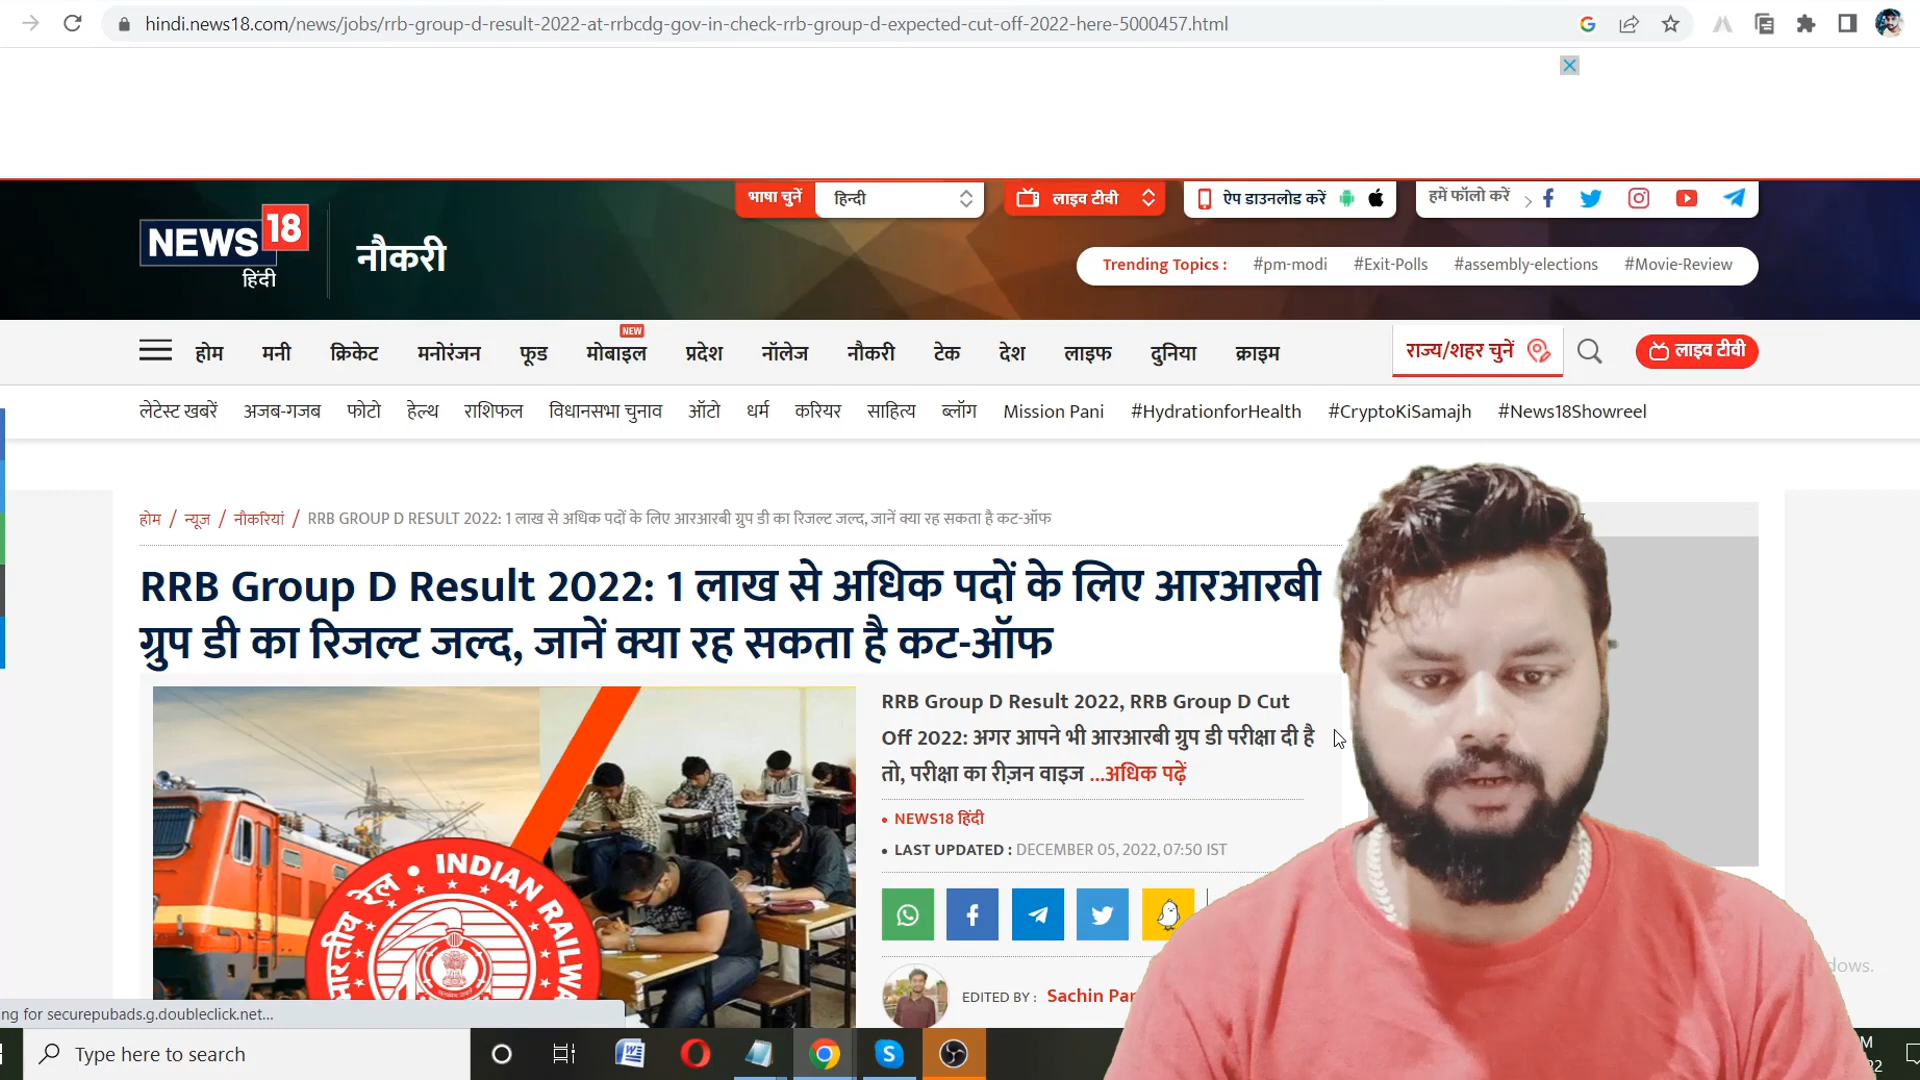 hindi.news18.com/news/jobs/rrb-group-d-result-2022-at-rrbcdg-gov-in-check-rrb-group-d-expected-cut-off-2022-here-5000457.html
भाषा चुनें
हिन्दी
लाइव टीवी
ऐप डाउनलोड करें
हमें फॉलो करें
NEWS 18
हिंदी
नौकरी
Trending Topics :
#pm-modi
#Exit-Polls
#assembly-elections
#Movie-Review
होम
मनी
क्रिकेट
मनोरंजन
फूड
NEW
मोबाइल
प्रदेश
नॉलेज
नौकरी
टेक
देश
लाइफ
दुनिया
क्राइम
राज्य/शहर चुनें
लाइव टीवी
लेटेस्ट खबरें
अजब-गजब
फोटो
हेल्थ
राशिफल
विधानसभा चुनाव
ऑटो
धर्म
करियर
साहित्य
ब्लॉग
Mission Pani
#HydrationforHealth
#CryptoKiSamajh
#News18Showreel
होम / न्यूज / नौकरियां / RRB GROUP D RESULT 2022: 1 लाख से अधिक पदों के लिए आरआरबी ग्रुप डी का रिजल्ट जल्द, जानें क्या रह सकता है कट-ऑफ
RRB Group D Result 2022: 1 लाख से अधिक पदों के लिए आरआरबी
ग्रुप डी का रिजल्ट जल्द, जानें क्या रह सकता है कट-ऑफ
RRB Group D Result 2022, RRB Group D Cut
Off 2022: अगर आपने भी आरआरबी ग्रुप डी परीक्षा दी है
तो, परीक्षा का रीज़न वाइज ...अधिक पढ़ें
NEWS18 हिंदी
LAST UPDATED : DECEMBER 05, 2022, 07:50 IST
भारतीय रेल
INDIAN RAILWA
EDITED BY : Sachin
ng for securepubads.g.doubleclick.net...
Type here to search